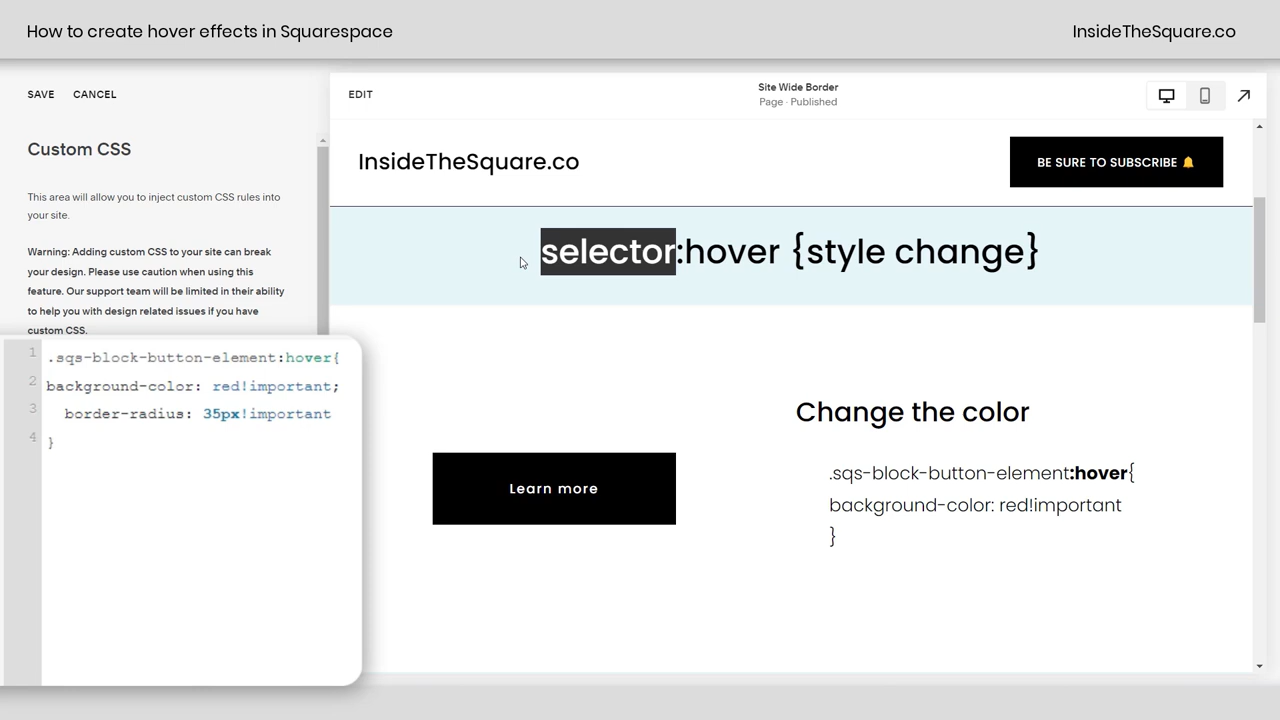 How to create hover effects in Squarespace
InsideTheSquare.co
SAVE
CANCEL
Custom CSS
This area will allow you to inject custom CSS rules into
your site.
Warning: Adding custom CSS to your site can break
your design. Please use caution when using this
feature. Our support team will be limited in their ability
to help you with design related issues if you have
custom CSS.
1 .sqs-block-button-element:hover{
2 background-color: red!important;
3 border-radius: 35px!important
4 }
EDIT
Site Wide Border
Page · Published
InsideTheSquare.co
BE SURE TO SUBSCRIBE 🔔
selector:hover {style change}
Learn more
Change the color
.sqs-block-button-element:hover{
background-color: red!important
}